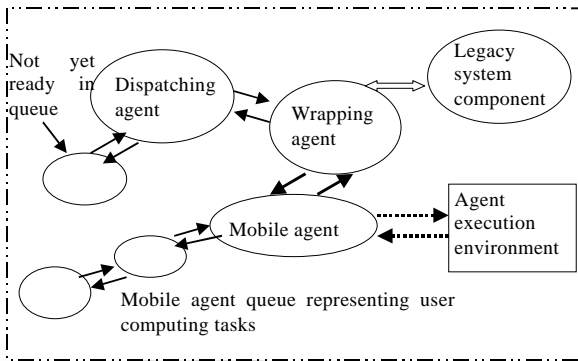 Not yet
ready in
queue
Dispatching
agent
Wrapping
agent
Legacy
system
component
Mobile agent
Agent
execution
environment
Mobile agent queue representing user
computing tasks